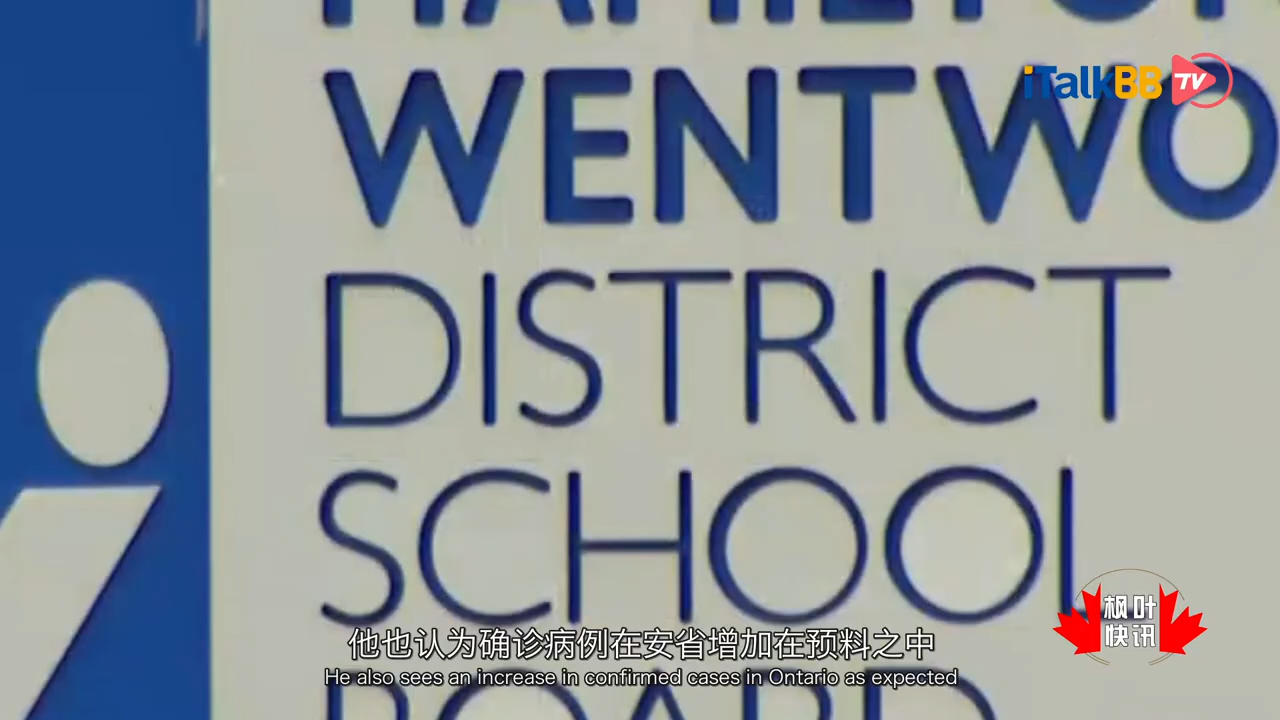 HAMILTON
WENTWO
DISTRICT
SCHOOL
BOARD
iTalkBB TV
枫叶
快讯
他也认为确诊病例在安省增加在预料之中
He also sees an increase in confirmed cases in Ontario as expected